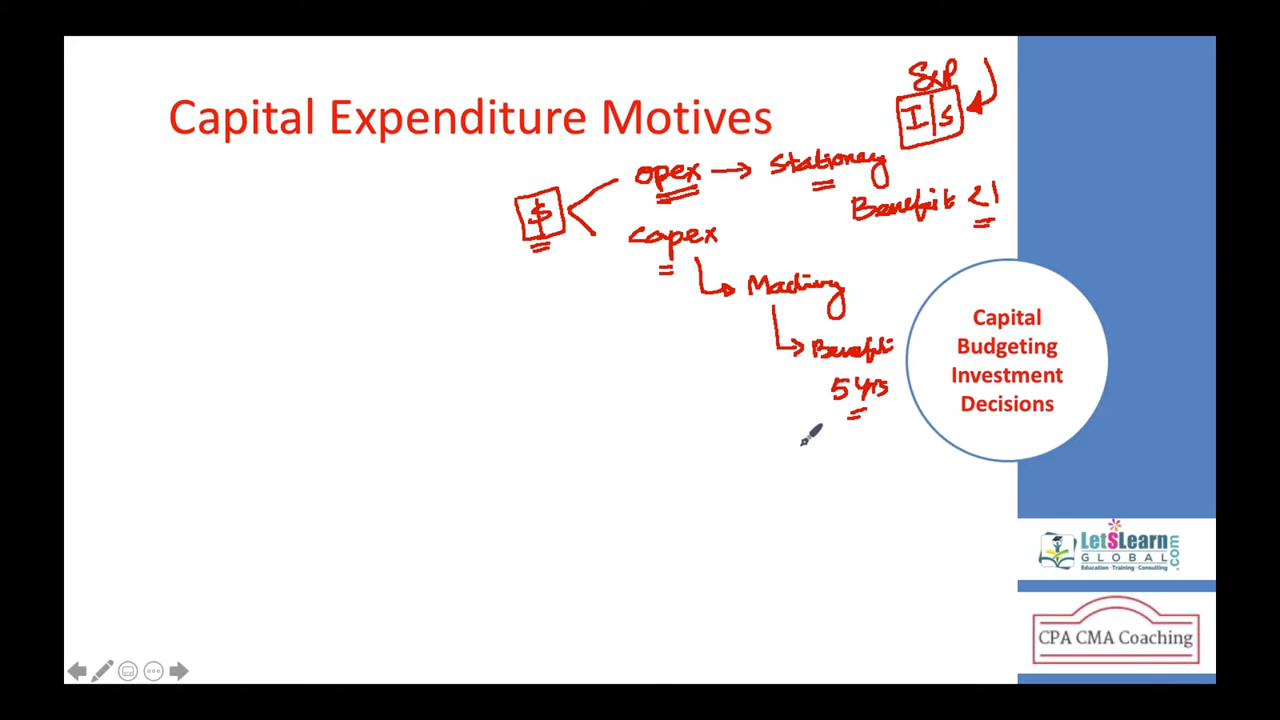 Capital Expenditure Motives
Exp
I | S
$
opex → Stationery
Benefit < 1
capex
Machinery
Benefit
5 yrs
Capital
Budgeting
Investment
Decisions
LetSLearn
GLOBAL.com
Education · Training · Consulting
CPA CMA Coaching